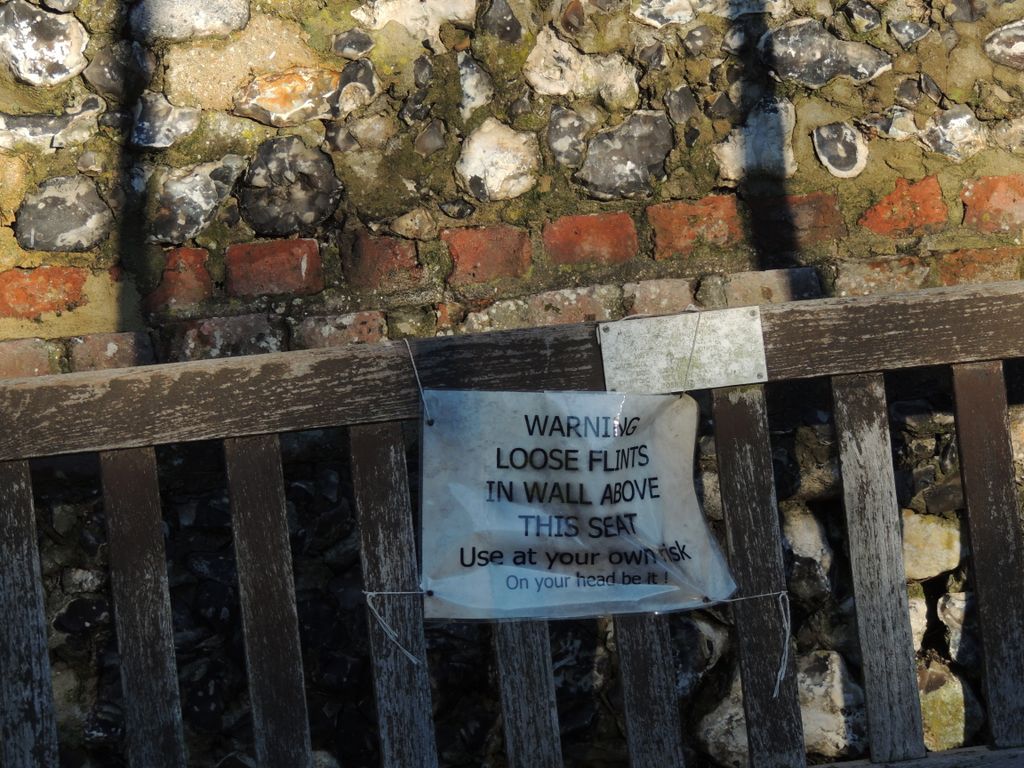 WARNING
LOOSE FLINTS
IN WALL ABOVE
THIS SEAT
Use at your own risk
On your head be it !